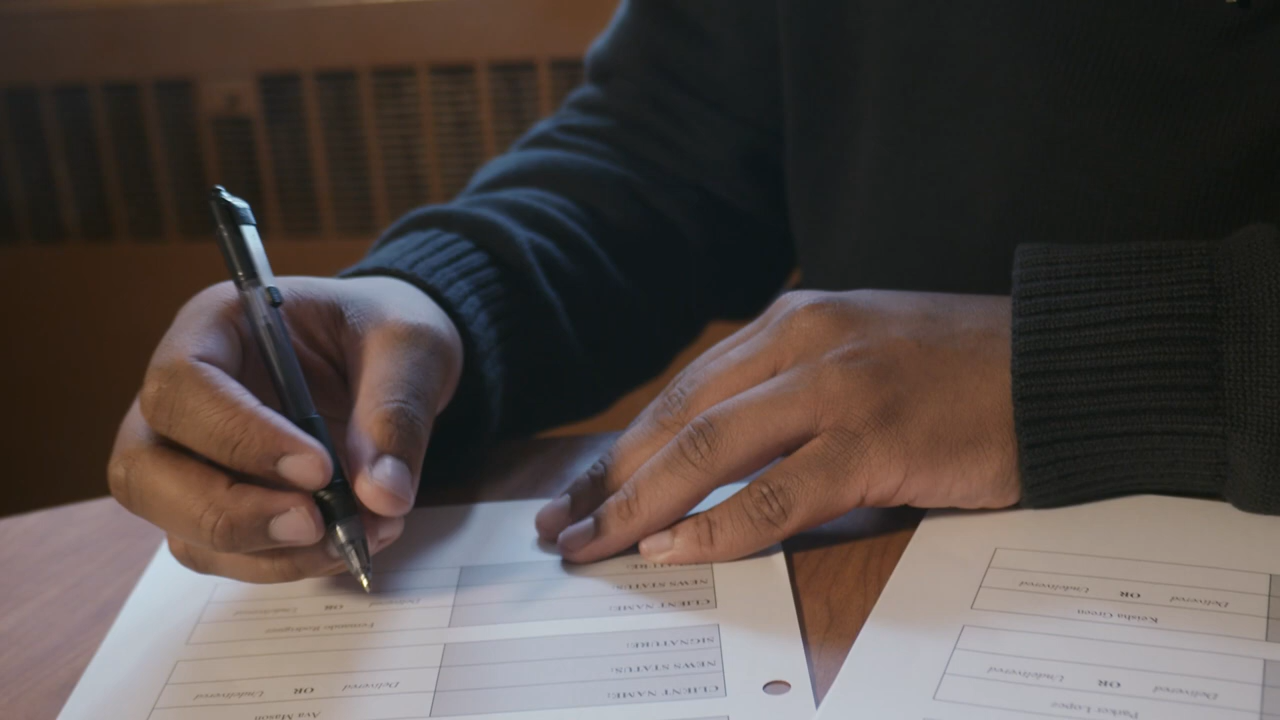 Parker Lopez
Delivered OR Undelivered
Keisha Green
Delivered OR Undelivered
CLIENT NAME: Ava Mason
NEWS STATUS: Delivered OR Undelivered
SIGNATURE:
CLIENT NAME: Fernando Rodriguez
NEWS STATUS: Delivered OR Undelivered